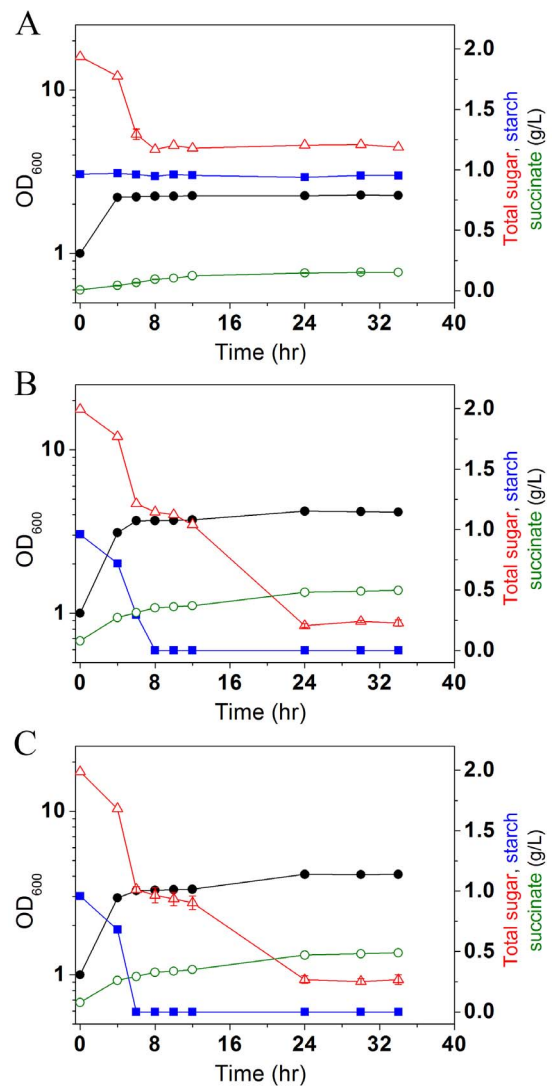 A
10
1
OD600
2.0
1.5
1.0
0.5
0.0
Total sugar, starch
succinate (g/L)
0 8 16 24 32 40
Time (hr)
B
10
1
OD600
2.0
1.5
1.0
0.5
0.0
Total sugar, starch
succinate (g/L)
0 8 16 24 32 40
Time (hr)
C
10
1
OD600
2.0
1.5
1.0
0.5
0.0
Total sugar, starch
succinate (g/L)
0 8 16 24 32 40
Time (hr)